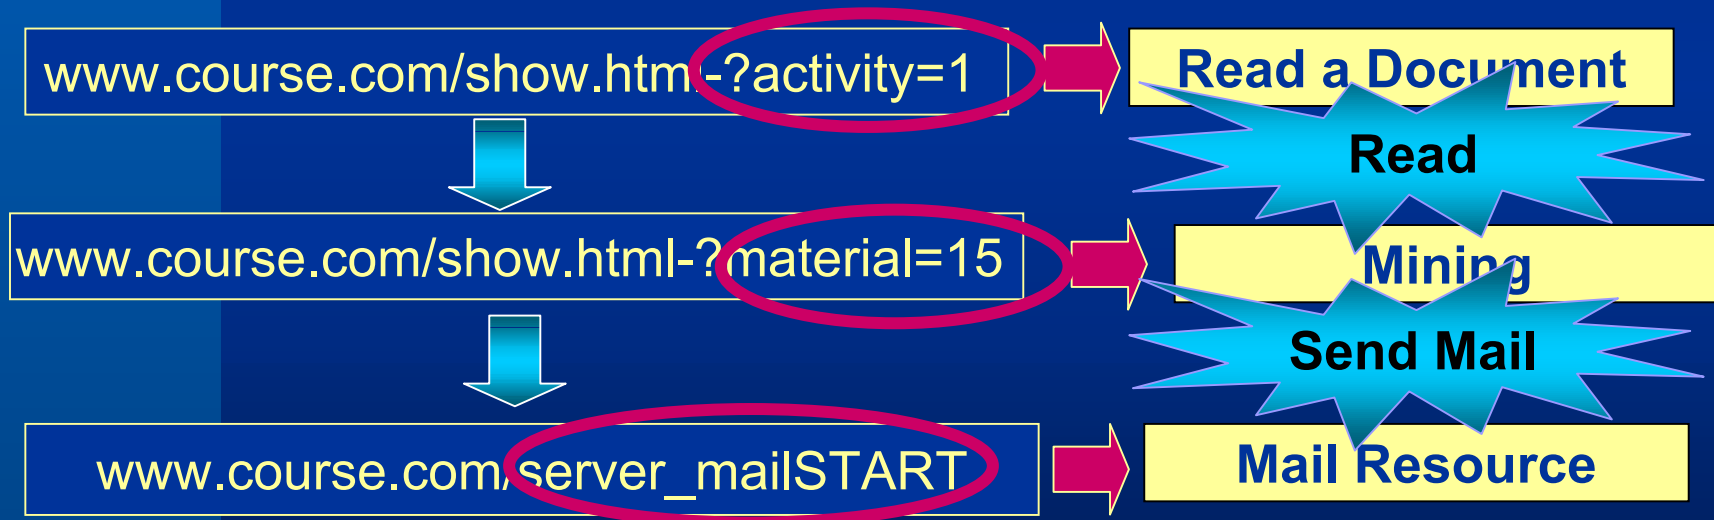 www.course.com/show.html-?activity=1
Read a Document
Read
www.course.com/show.html-?material=15
Mining
Send Mail
www.course.com/server_mailSTART
Mail Resource